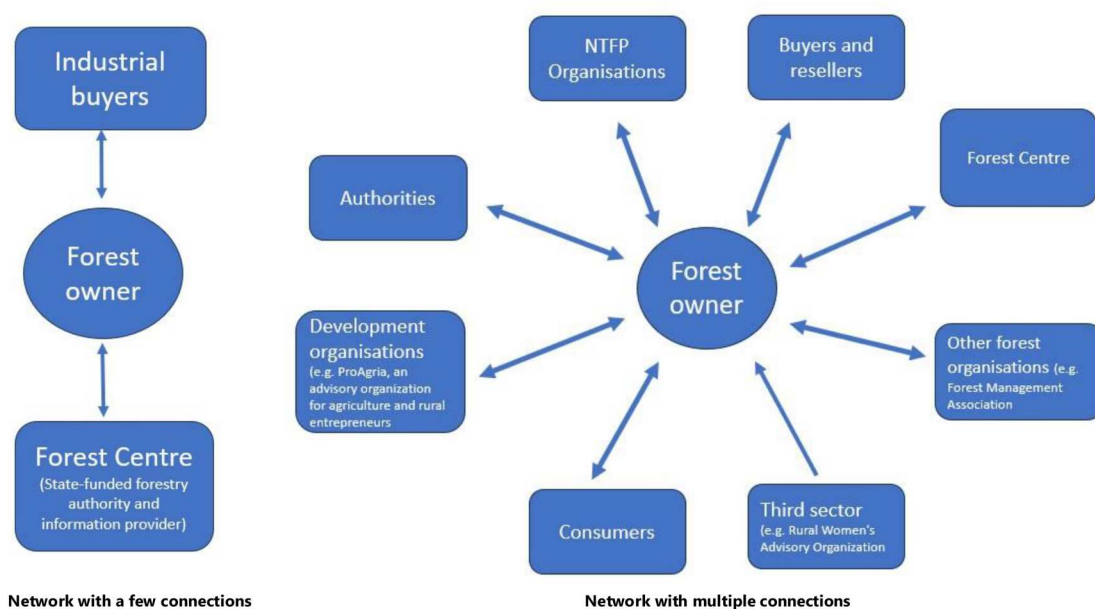 Industrial
buyers
Forest
owner
Forest Centre
(State-funded forestry
authority and
information provider)
Network with a few connections
NTFP
Organisations
Buyers and
resellers
Authorities
Forest Centre
Forest
owner
Development
organisations
(e.g. ProAgria, an
advisory organization
for agriculture and rural
entrepreneurs
Other forest
organisations (e.g.
Forest Management
Association
Consumers
Third sector
(e.g. Rural Women's
Advisory Organization
Network with multiple connections